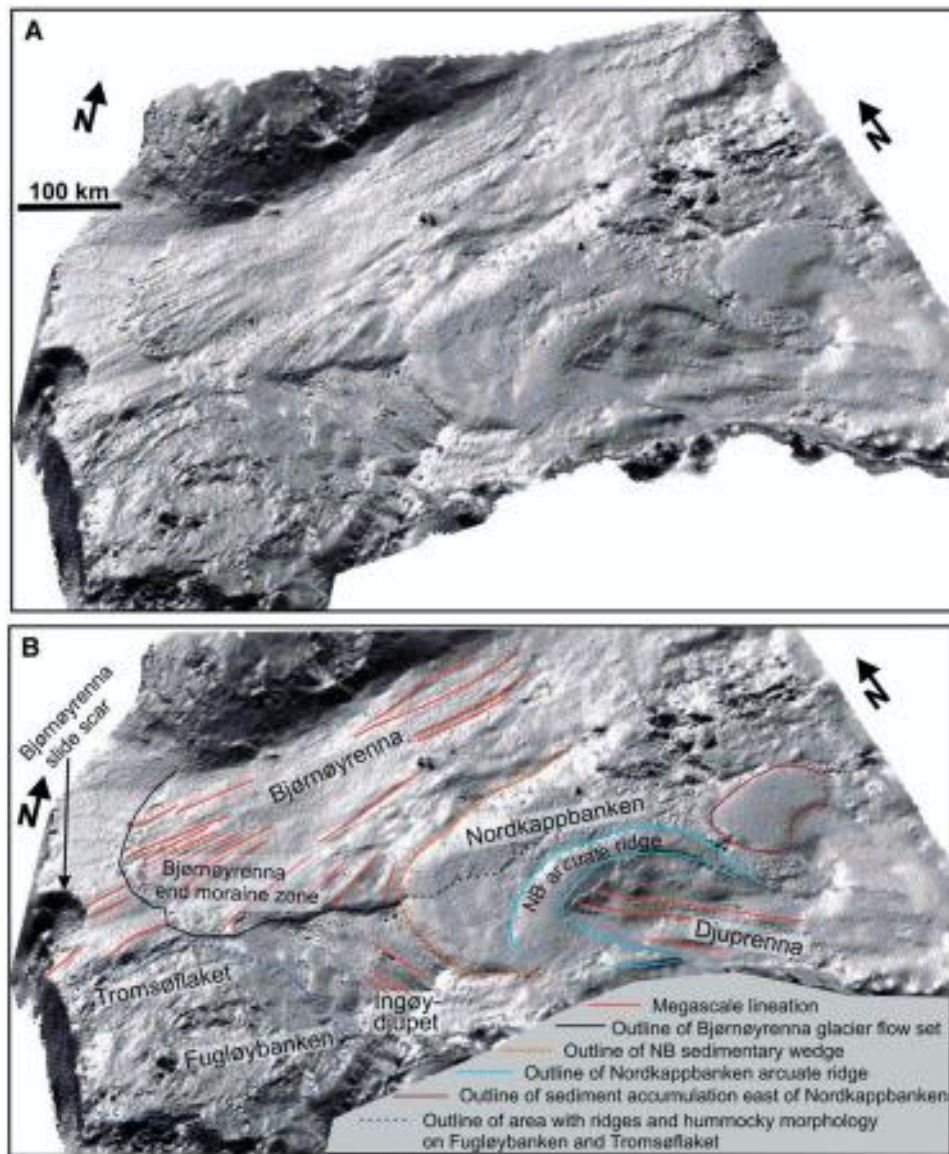 A
N
N
100 km
B
N
Bjørnøyrenna
slide scar
N
Bjørnøyrenna
Nordkappbanken
NB arcuate ridge
Bjørnøyrenna
end moraine zone
Djuprenna
Tromsøflaket
Ingøy-
djupet
Fugløybanken
Megascale lineation
Outline of Bjørnøyrenna glacier flow set
Outline of NB sedimentary wedge
Outline of Nordkappbanken arcuate ridge
Outline of sediment accumulation east of Nordkappbanken
Outline of area with ridges and hummocky morphology
on Fugløybanken and Tromsøflaket